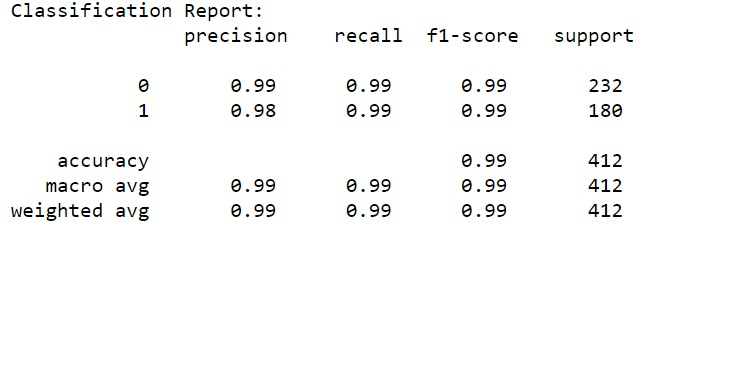 Classification Report:
precision recall f1-score support
0 0.99 0.99 0.99 232
1 0.98 0.99 0.99 180
accuracy 0.99 412
macro avg 0.99 0.99 0.99 412
weighted avg 0.99 0.99 0.99 412